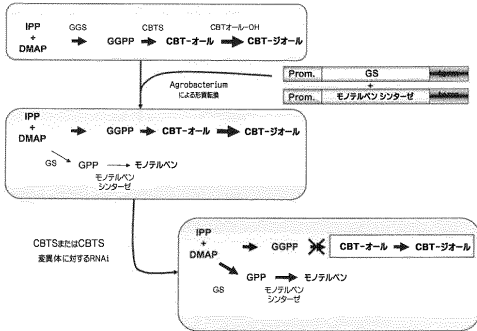 IPP
+
DMAP
GGS
GGPP
CBTS
CBT-オール
CBTオール-OH
CBT-ジオール
Agrobacterium
による形質転換
Prom. GS term
+
Prom. モノテルペン シンターゼ term
IPP
+
DMAP
GGPP
CBT-オール
CBT-ジオール
GS
GPP
モノテルペン
モノテルペン
シンターゼ
CBTSまたはCBTS
変異体に対するRNAi
IPP
+
DMAP
GGPP
CBT-オール
CBT-ジオール
GS
GPP
モノテルペン
モノテルペン
シンターゼ